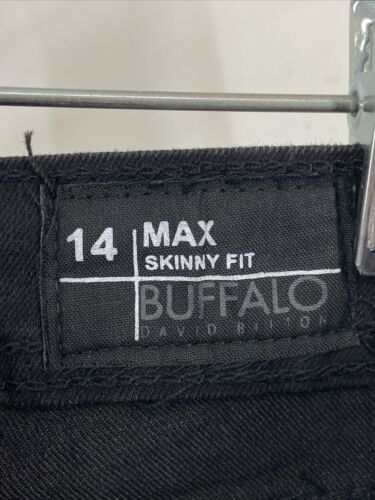 14
MAX
SKINNY FIT
BUFFALO
DAVID BITTON